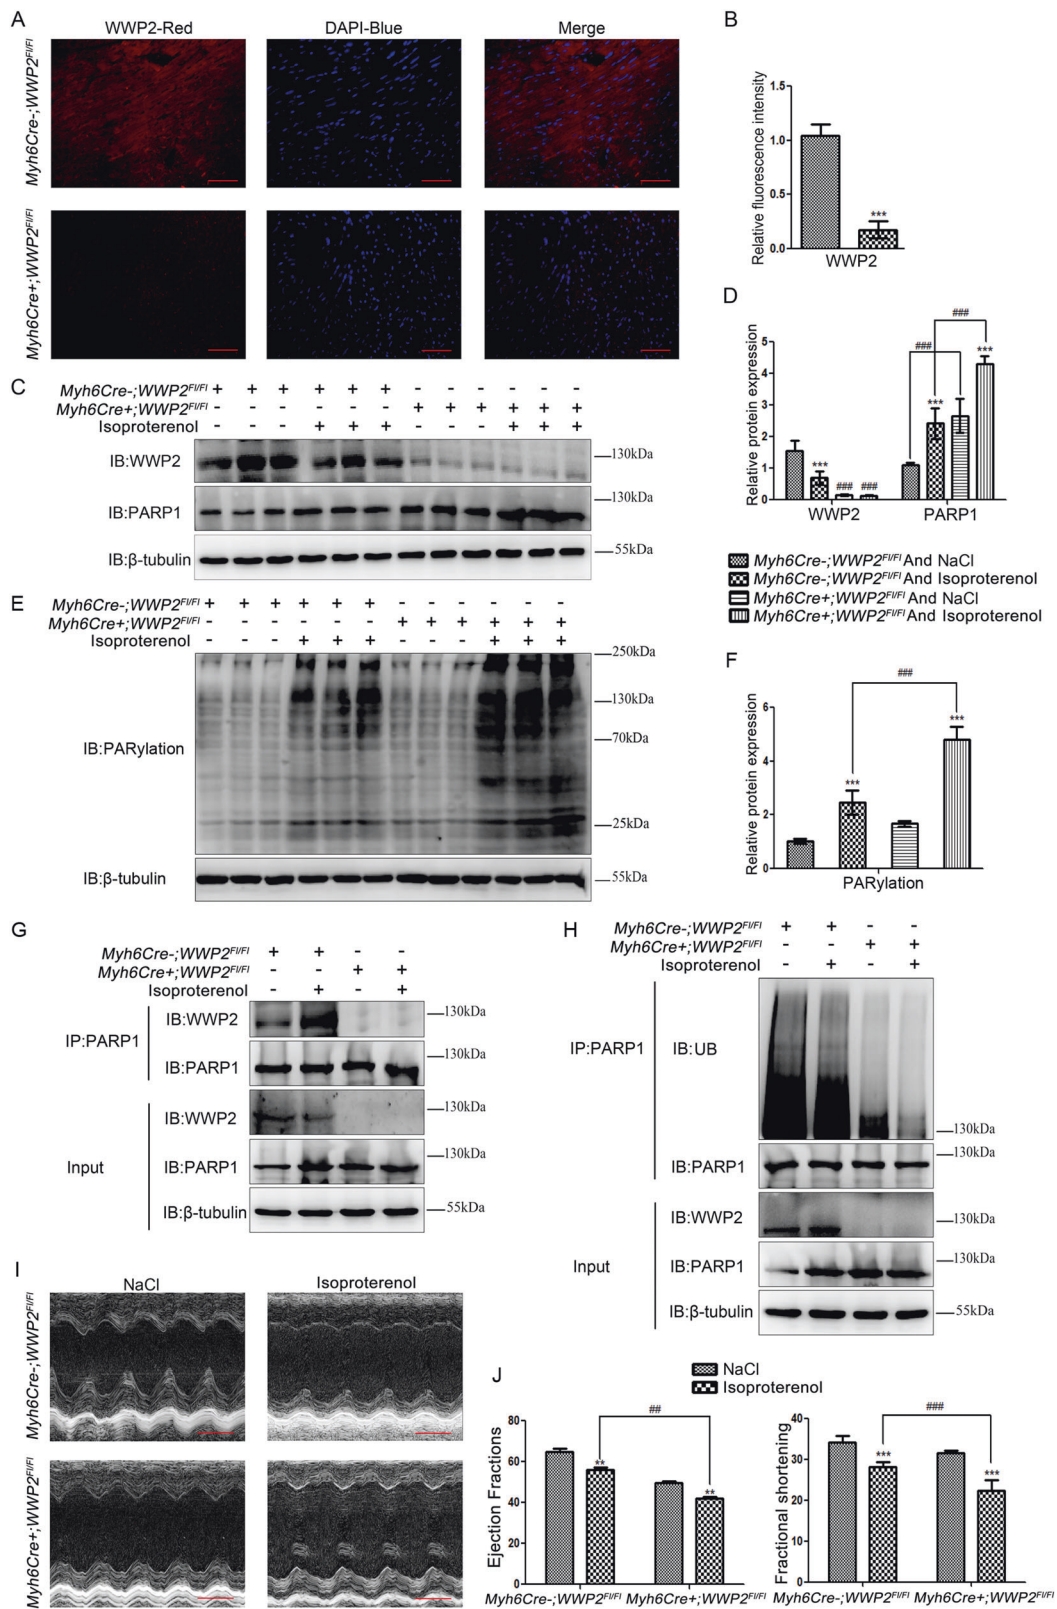 A
WWP2-Red DAPI-Blue Merge
Myh6Cre-;WWP2Fl/Fl
Myh6Cre+;WWP2Fl/Fl
B
Relative fluorescence intensity
1.5
1.0
0.5
0.0
***
WWP2
C
Myh6Cre-;WWP2Fl/Fl + + + + + + - - - - - -
Myh6Cre+;WWP2Fl/Fl - - - - - - + + + + + +
Isoproterenol - - - + + + - - - + + +
IB:WWP2 130kDa
130kDa
IB:PARP1
IB:β-tubulin 55kDa
D
Relative protein expression
5
4
3
2
1
0
*** ### ### ### *** ### ***
WWP2 PARP1
Myh6Cre-;WWP2Fl/Fl And NaCl
Myh6Cre-;WWP2Fl/Fl And Isoproterenol
Myh6Cre+;WWP2Fl/Fl And NaCl
Myh6Cre+;WWP2Fl/Fl And Isoproterenol
E
Myh6Cre-;WWP2Fl/Fl + + + + + + - - - - - -
Myh6Cre+;WWP2Fl/Fl - - - - - - + + + + + +
Isoproterenol - - - + + + - - - + + +
250kDa
130kDa
70kDa
IB:PARylation
25kDa
IB:β-tubulin 55kDa
F
Relative protein expression
6
4
2
0
***
###
***
PARylation
G
Myh6Cre-;WWP2Fl/Fl + + - -
Myh6Cre+;WWP2Fl/Fl - - + +
Isoproterenol - + - +
IP:PARP1
IB:WWP2 130kDa
IB:PARP1 130kDa
Input
IB:WWP2 130kDa
IB:PARP1 130kDa
IB:β-tubulin 55kDa
H
Myh6Cre-;WWP2Fl/Fl + + - -
Myh6Cre+;WWP2Fl/Fl - - + +
Isoproterenol - + - +
IP:PARP1 IB:UB
130kDa
IB:PARP1 130kDa
Input
IB:WWP2 130kDa
IB:PARP1 130kDa
IB:β-tubulin 55kDa
I
NaCl Isoproterenol
Myh6Cre-;WWP2Fl/Fl
Myh6Cre+;WWP2Fl/Fl
J
NaCl
Isoproterenol
Ejection Fractions
80
60
40
20
0
##
**
**
Myh6Cre-;WWP2Fl/Fl Myh6Cre+;WWP2Fl/Fl
Fractional shortening
40
30
20
10
0
###
***
***
Myh6Cre-;WWP2Fl/Fl Myh6Cre+;WWP2Fl/Fl